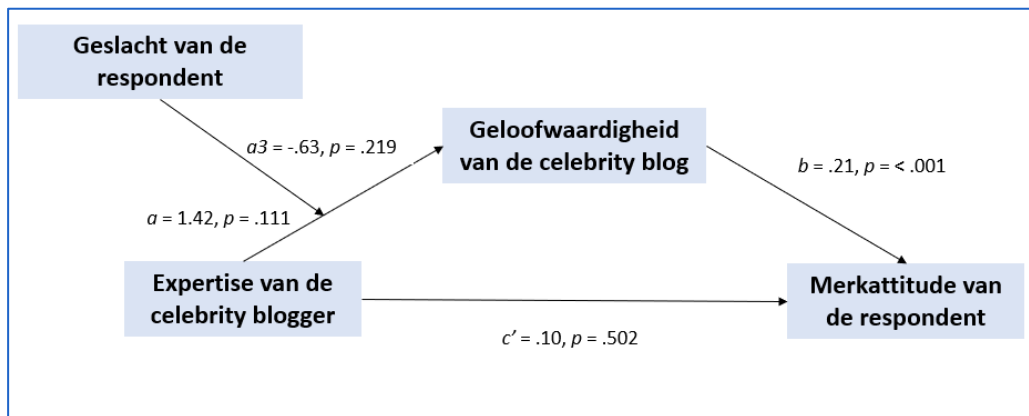 Geslacht van de
respondent
a3 = -.63, p = .219
Geloofwaardigheid
van de celebrity blog
b = .21, p = < .001
a = 1.42, p = .111
Expertise van de
celebrity blogger
Merkattitude van
de respondent
c’ = .10, p = .502